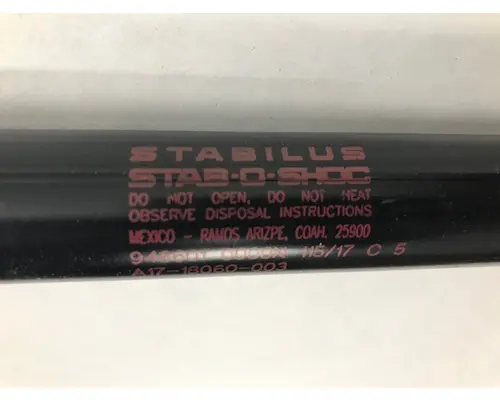 STABILUS
STAB-O-SHOC
DO NOT OPEN, DO NOT HEAT
OBSERVE DISPOSAL INSTRUCTIONS
MEXICO - RAMOS ARIZPE, COAH. 25900
115/17 C 5
A17-18060-003